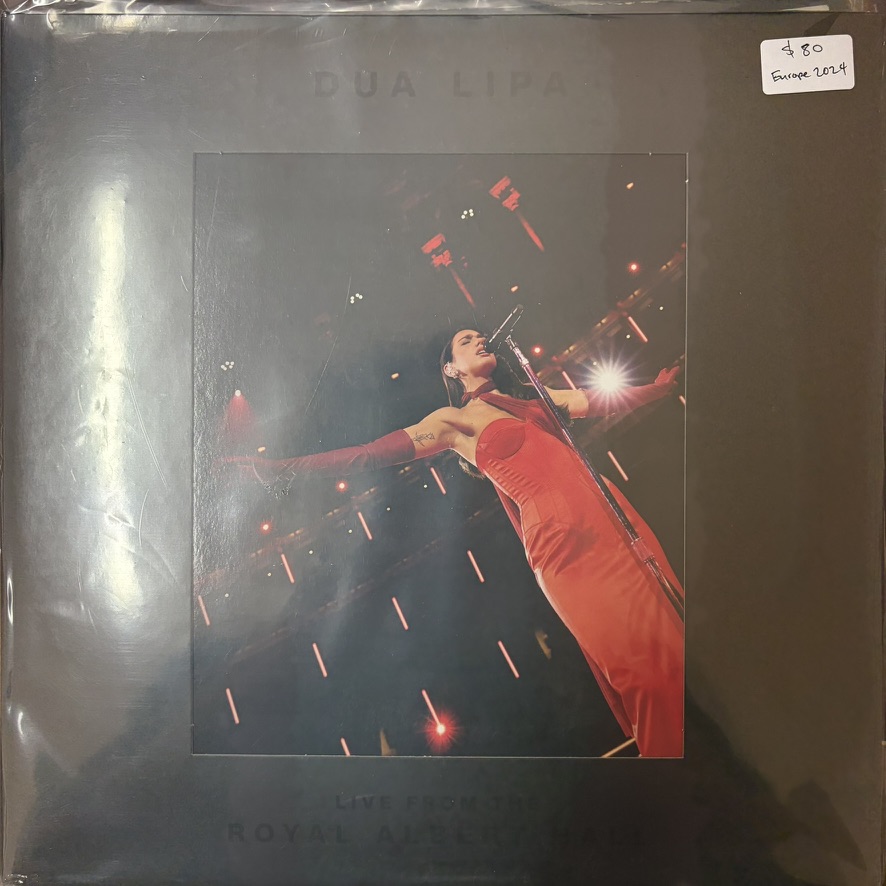 $ 80
Europe 2024
DUA LIPA
LIVE FROM THE
ROYAL ALBERT HALL